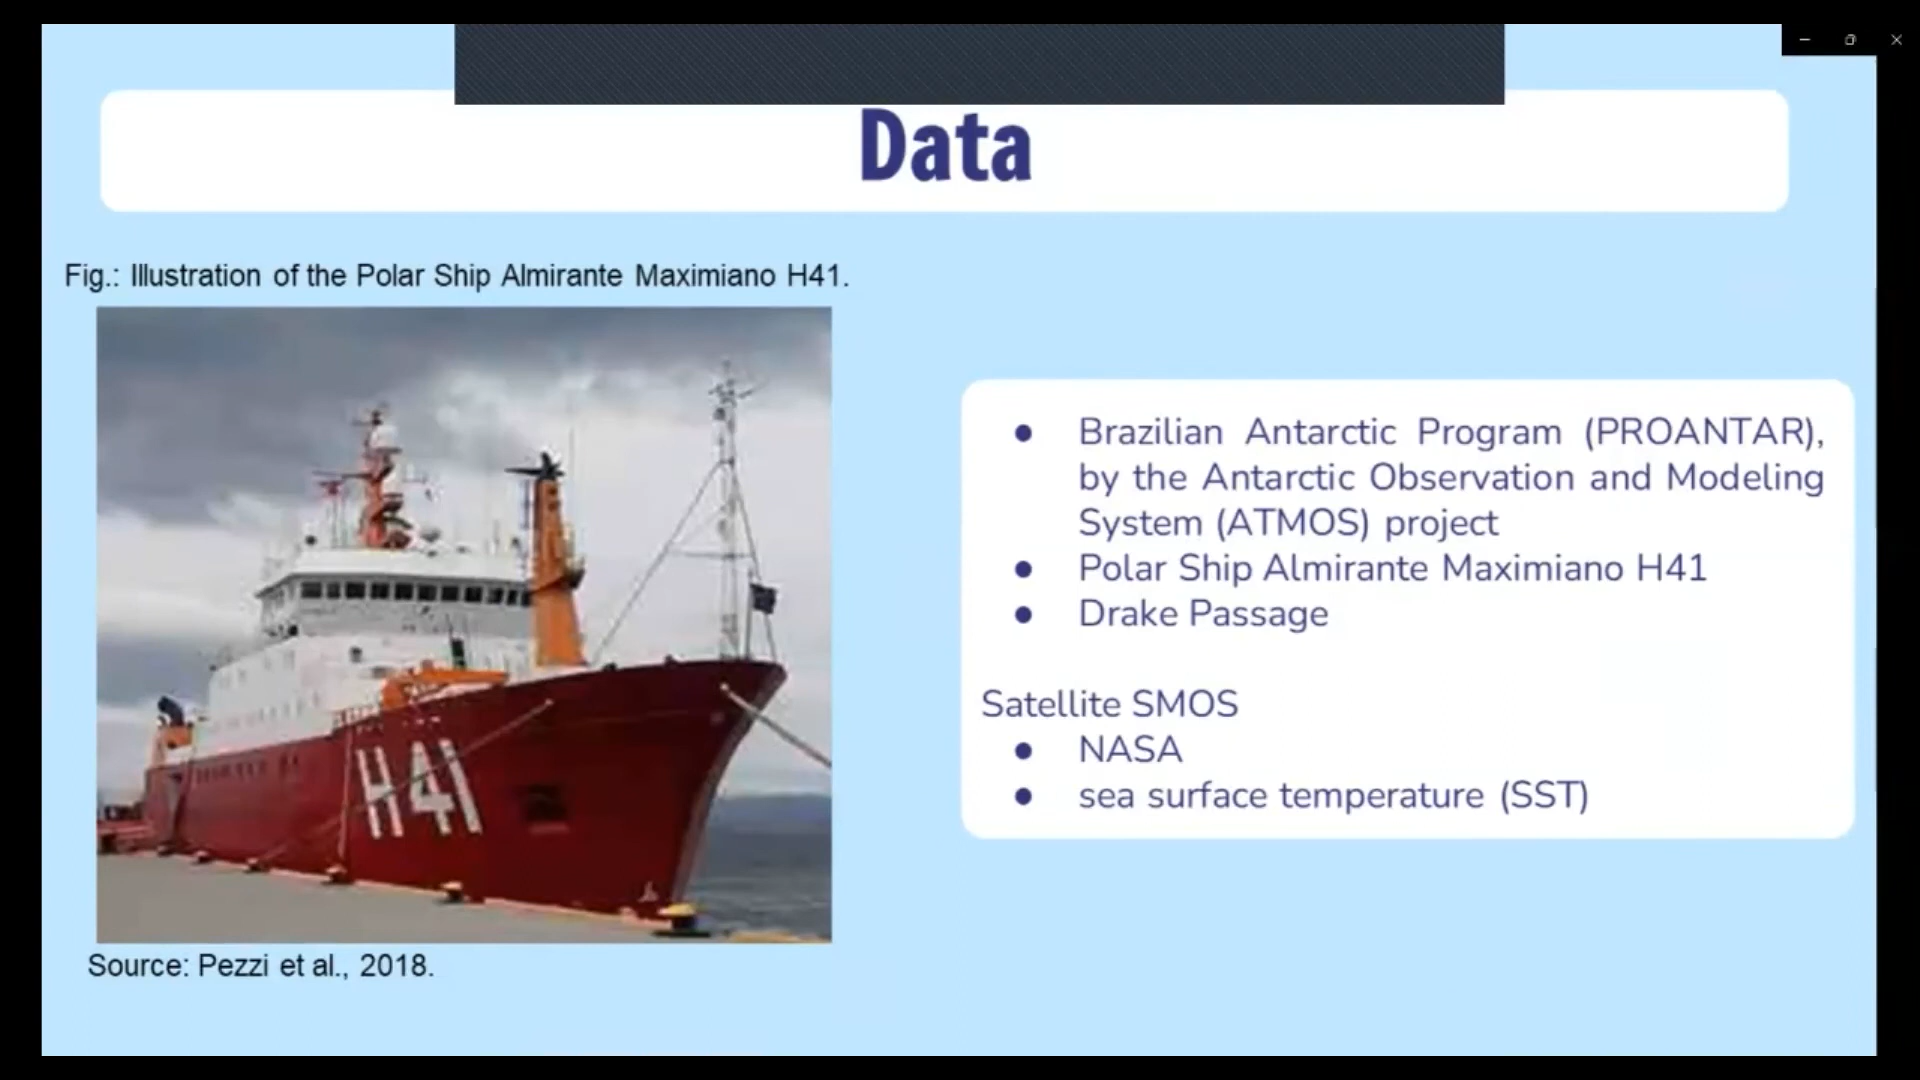 Data
Fig.: Illustration of the Polar Ship Almirante Maximiano H41.
H41
Source: Pezzi et al., 2018.
● Brazilian Antarctic Program (PROANTAR),
by the Antarctic Observation and Modeling
System (ATMOS) project
● Polar Ship Almirante Maximiano H41
● Drake Passage
Satellite SMOS
● NASA
● sea surface temperature (SST)